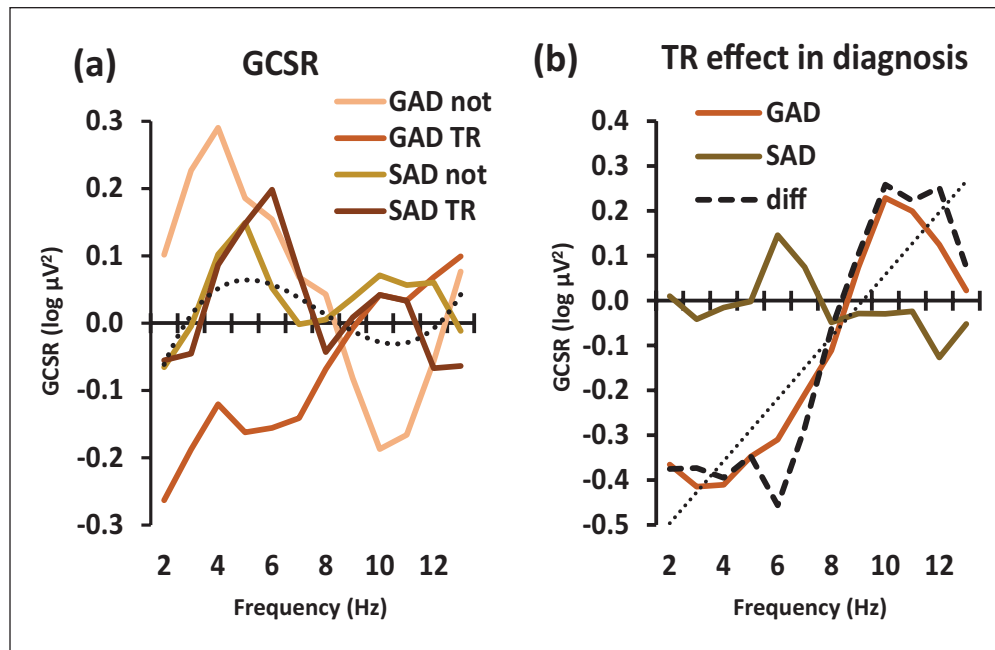 (a)
GCSR
GAD not
GAD TR
SAD not
SAD TR
GCSR (log µV²)
0.3
0.2
0.1
0.0
-0.1
-0.2
-0.3
2 4 6 8 10 12
Frequency (Hz)
(b)
TR effect in diagnosis
GAD
SAD
diff
GCSR (log µV²)
0.4
0.3
0.2
0.1
0.0
-0.1
-0.2
-0.3
-0.4
-0.5
2 4 6 8 10 12
Frequency (Hz)